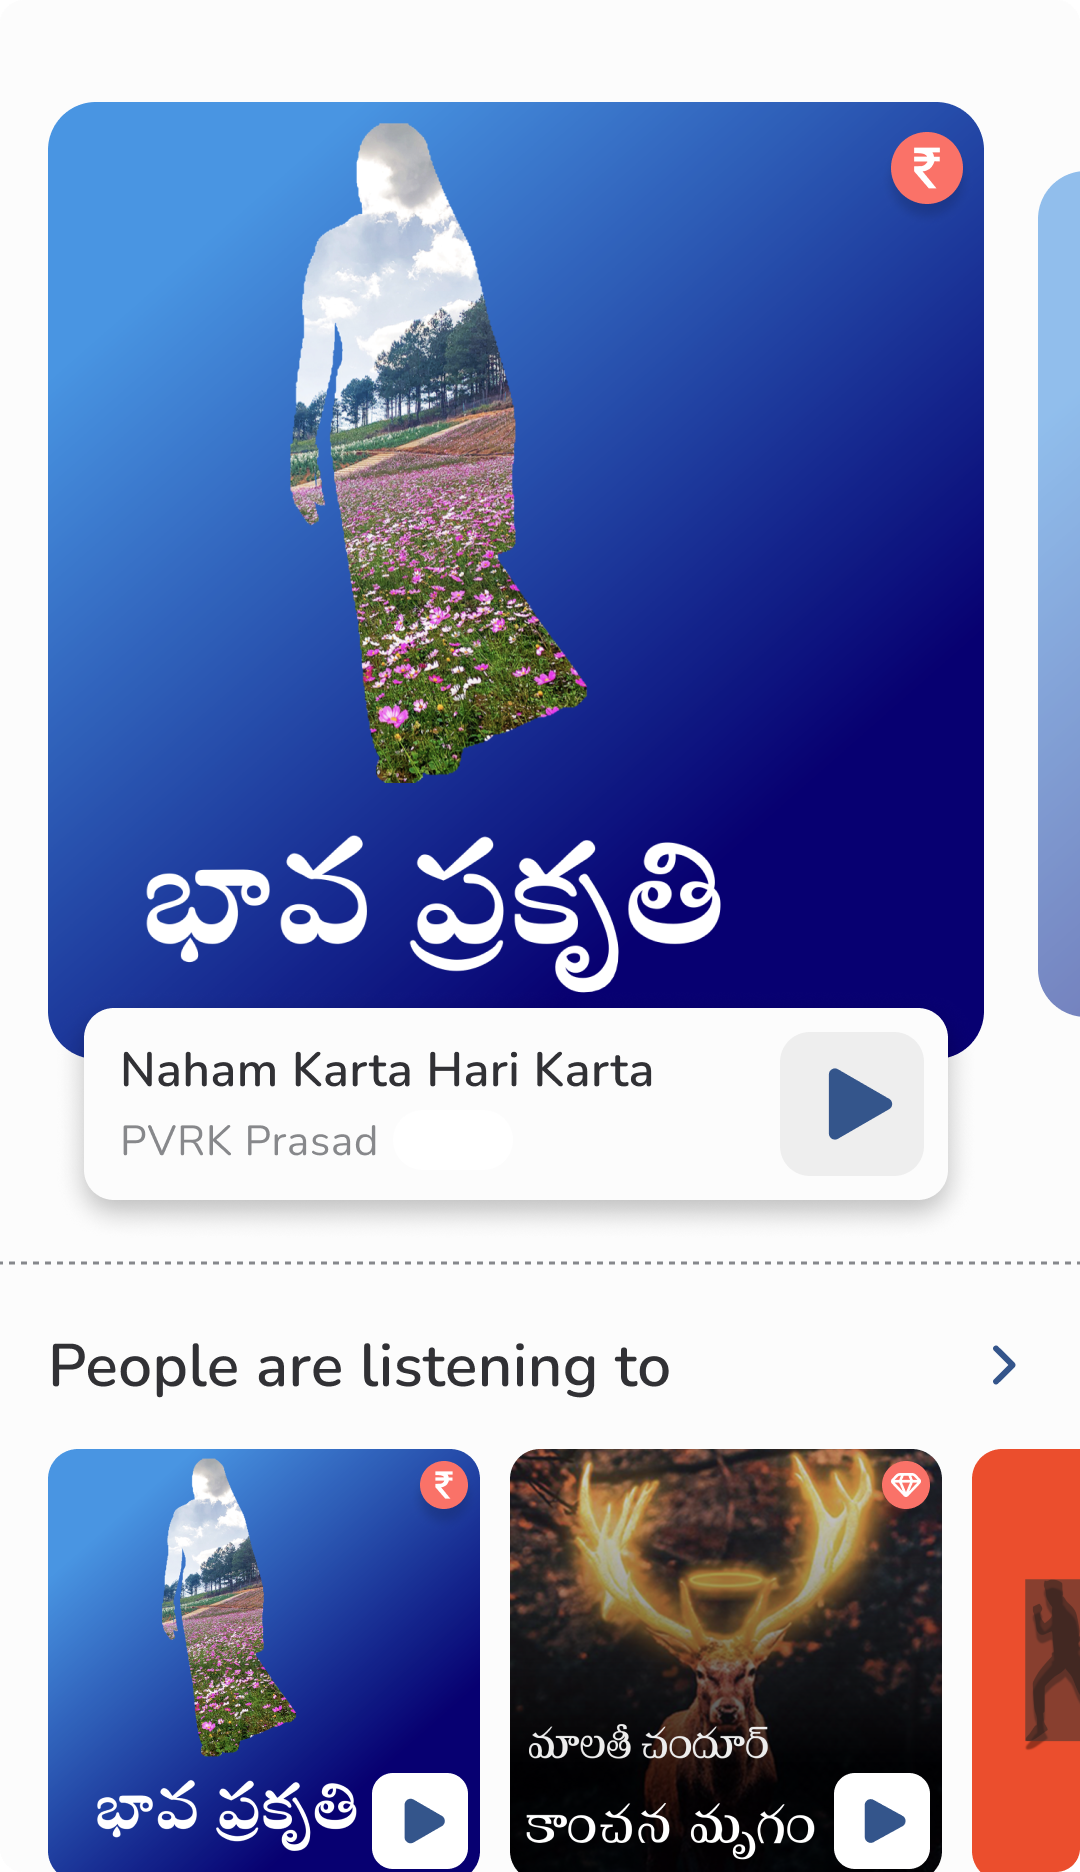 ₹
భావ ప్రకృతి
Naham Karta Hari Karta
PVRK Prasad
People are listening to
₹
భావ ప్రకృతి
మాలతీ చందూర్
కాంచన మృగం